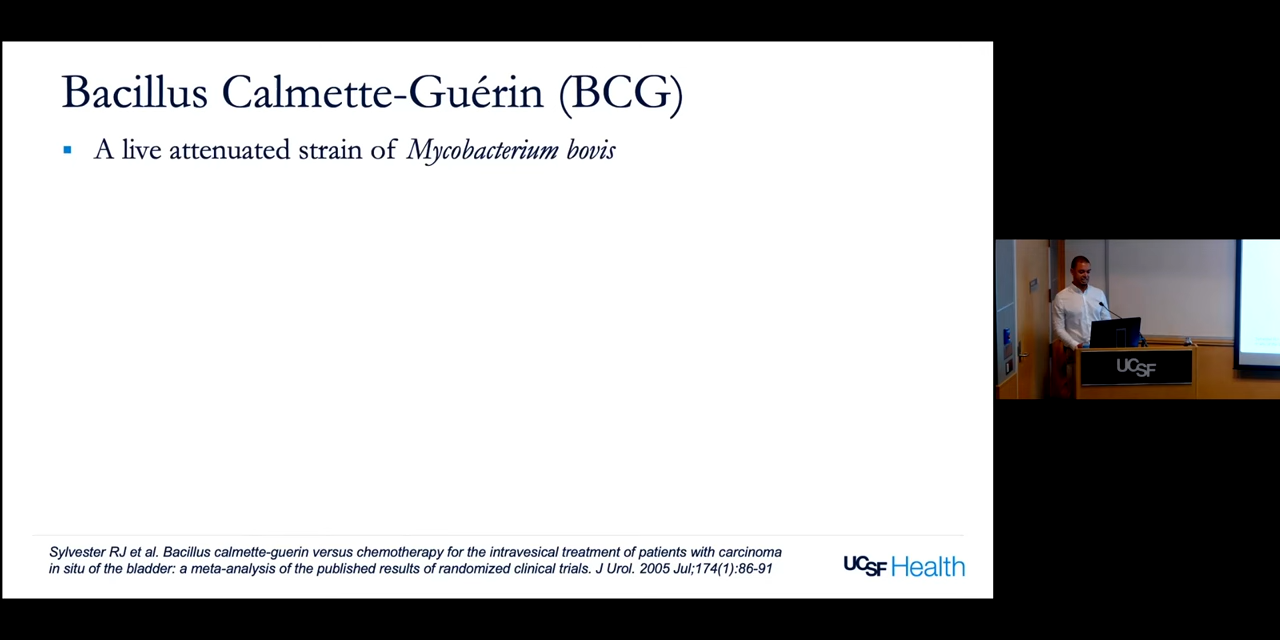 Bacillus Calmette-Guérin (BCG)
▪ A live attenuated strain of Mycobacterium bovis
Sylvester RJ et al. Bacillus calmette-guerin versus chemotherapy for the intravesical treatment of patients with carcinoma
in situ of the bladder: a meta-analysis of the published results of randomized clinical trials. J Urol. 2005 Jul;174(1):86-91
UCSF Health
UCSF